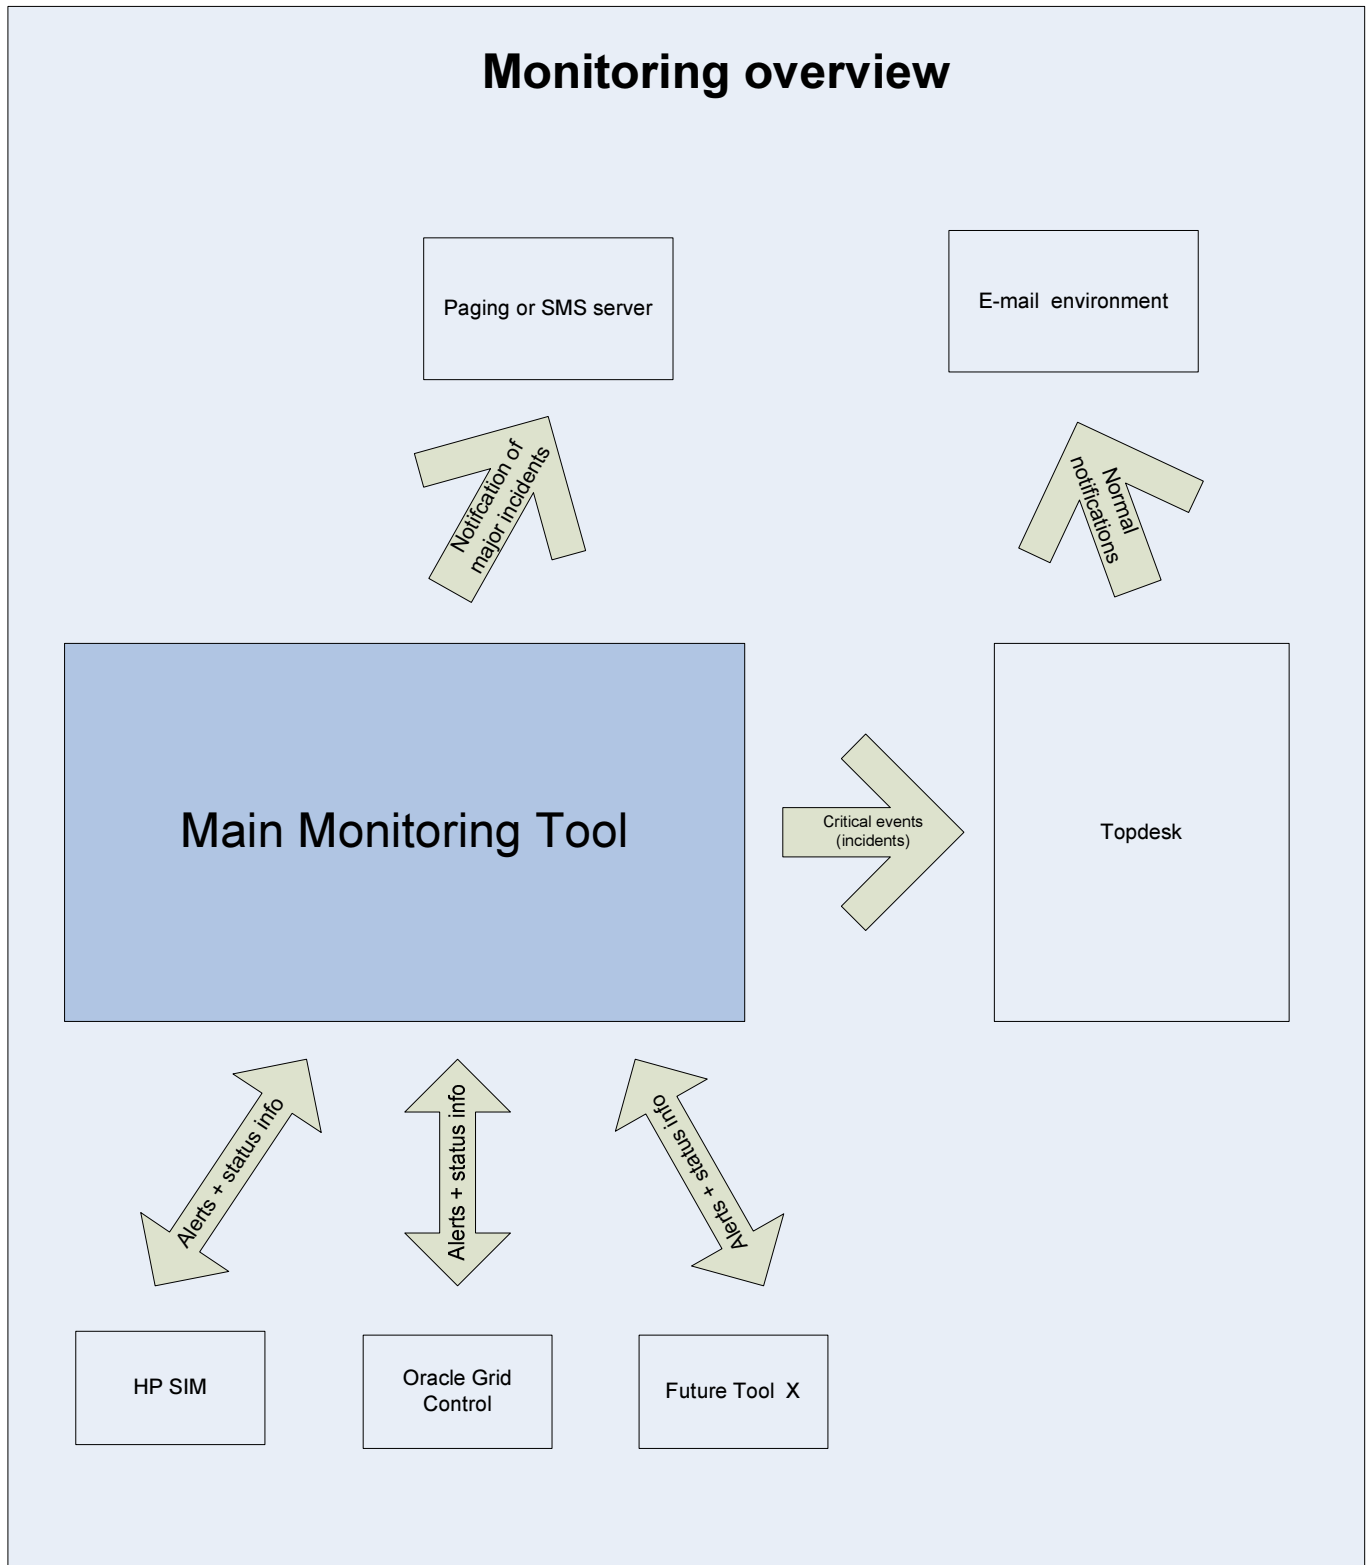 Monitoring overview
Paging or SMS server
E-mail environment
Notifcation of
major incidents
Normal
notifications
Main Monitoring Tool
Critical events
(incidents)
Topdesk
Alerts + status info
Alerts + status info
Alerts + status info
HP SIM
Oracle Grid
Control
Future Tool X